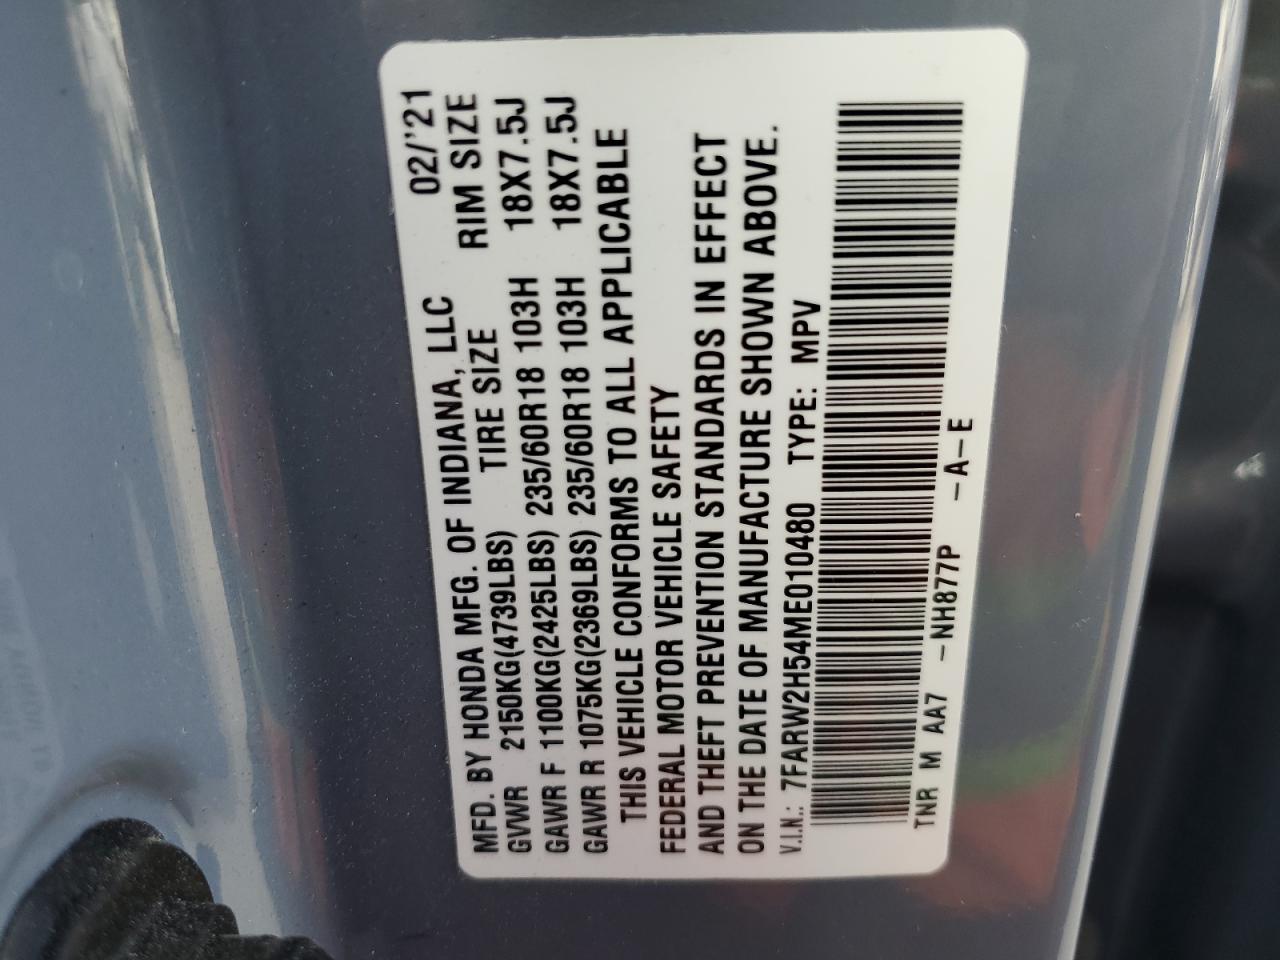 MFD. BY HONDA MFG. OF INDIANA, LLC 02/'21
GVWR 2150KG(4739LBS) TIRE SIZE RIM SIZE
GAWR F 1100KG(2425LBS) 235/60R18 103H 18X7.5J
GAWR R 1075KG(2369LBS) 235/60R18 103H 18X7.5J
THIS VEHICLE CONFORMS TO ALL APPLICABLE
FEDERAL MOTOR VEHICLE SAFETY
AND THEFT PREVENTION STANDARDS IN EFFECT
ON THE DATE OF MANUFACTURE SHOWN ABOVE.
V.I.N.: 7FARW2H54ME010480 TYPE: MPV
TNR M AA7 -NH877P -A-E